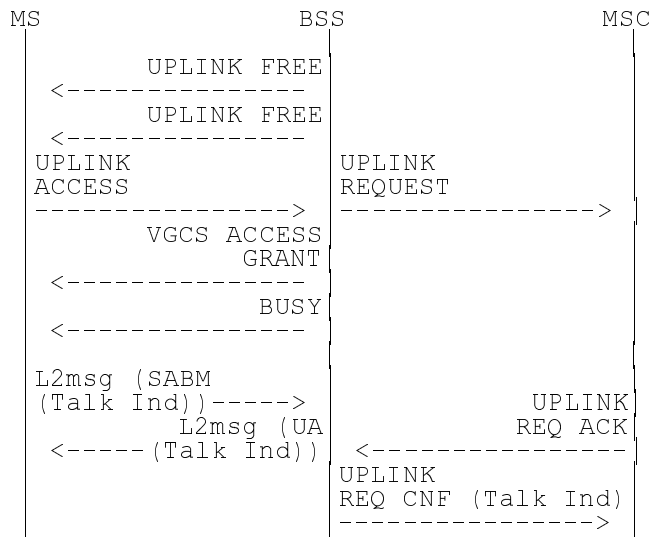 MS BSS MSC
UPLINK FREE
<---------------
UPLINK FREE
<---------------
UPLINK UPLINK
ACCESS REQUEST
----------------> ---------------->
VGCS ACCESS
GRANT
<---------------
BUSY
<---------------
L2msg (SABM
(Talk Ind))-----> UPLINK
L2msg (UA REQ ACK
<-----(Talk Ind)) <----------------
UPLINK
REQ CNF (Talk Ind)
---------------->